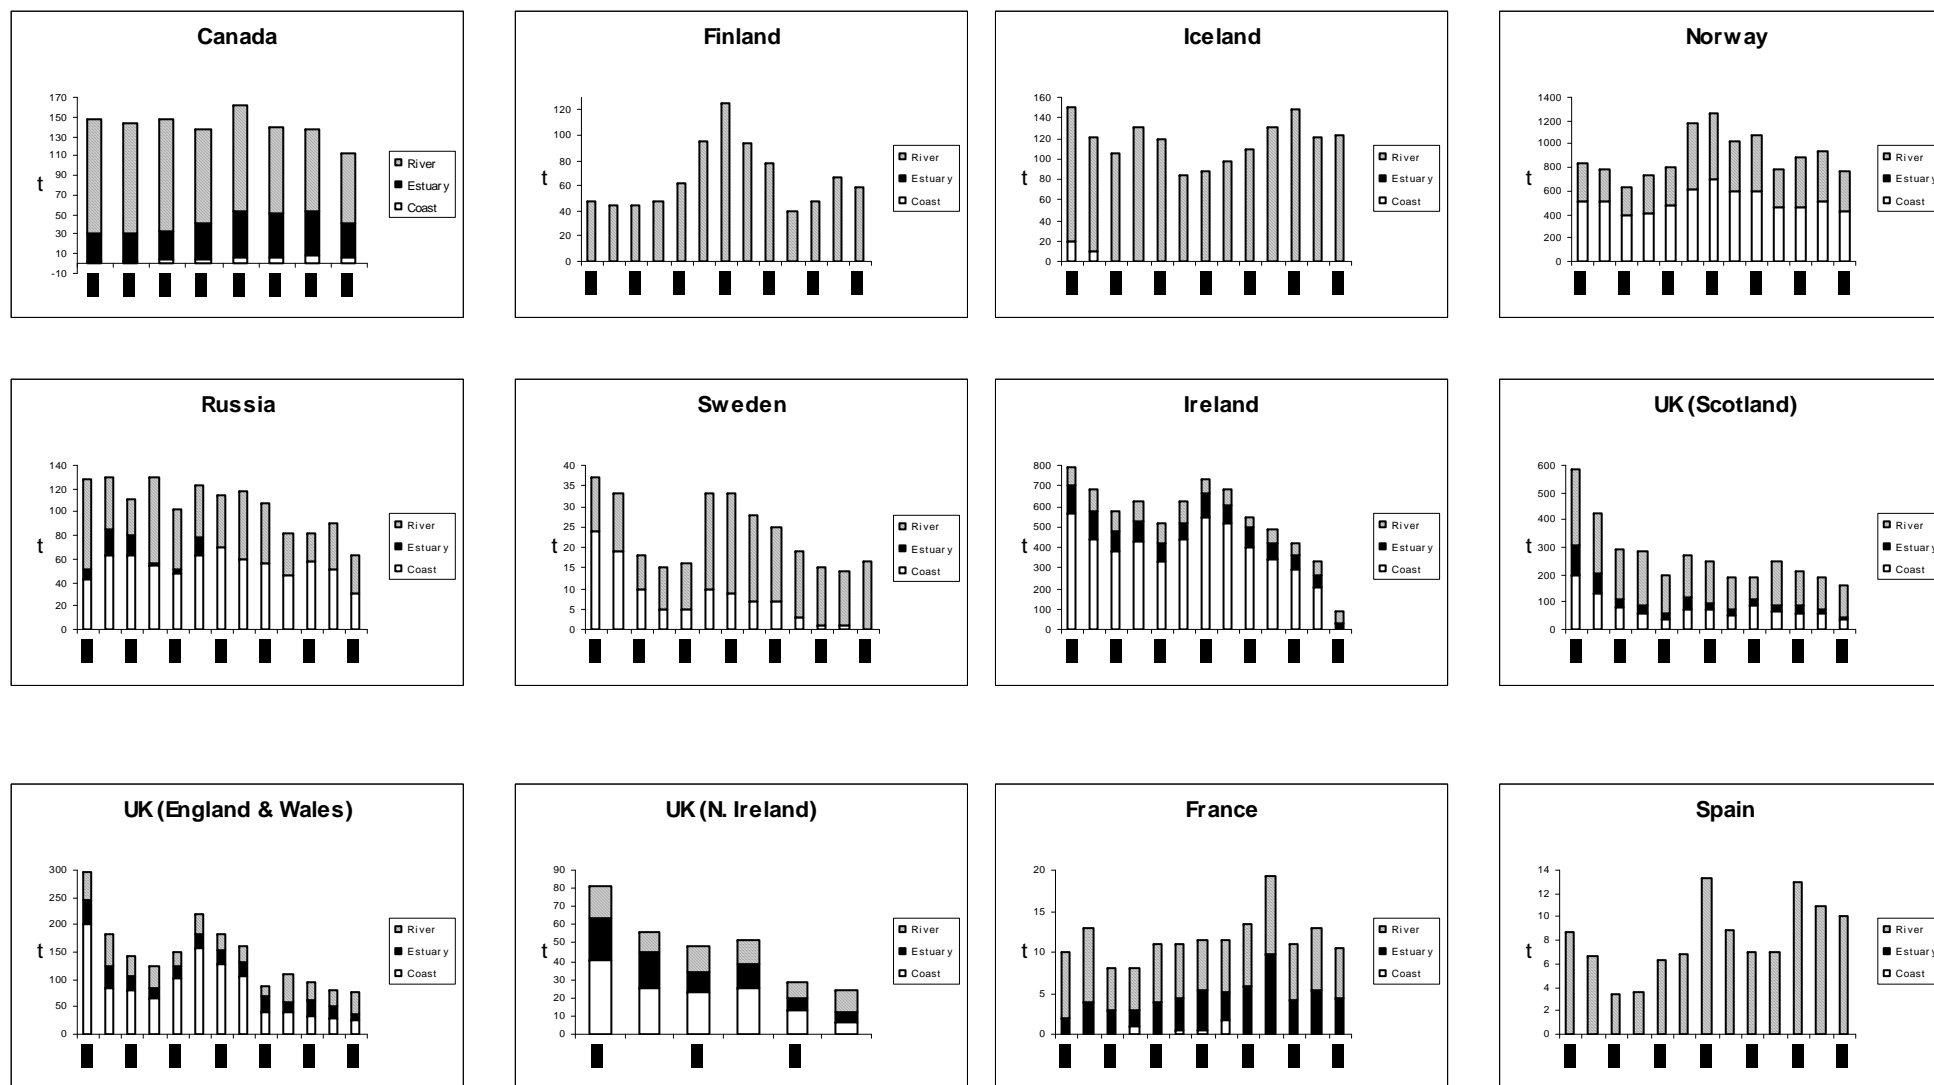 Canada
170
150
130
110
90
70
50
30
10
-10
t
River
Estuary
Coast
Finland
120
100
80
60
40
20
0
t
River
Estuary
Coast
Iceland
160
140
120
100
80
60
40
20
0
t
River
Estuary
Coast
Norway
1400
1200
1000
800
600
400
200
0
t
River
Estuary
Coast
Russia
140
120
100
80
60
40
20
0
t
River
Estuary
Coast
Sweden
40
35
30
25
20
15
10
5
0
t
River
Estuary
Coast
Ireland
800
700
600
500
400
300
200
100
0
t
River
Estuary
Coast
UK (Scotland)
600
500
400
300
200
100
0
t
River
Estuary
Coast
UK (England & Wales)
300
250
200
150
100
50
0
t
River
Estuary
Coast
UK (N. Ireland)
90
80
70
60
50
40
30
20
10
0
t
River
Estuary
Coast
France
20
15
10
5
0
t
River
Estuary
Coast
Spain
14
12
10
8
6
4
2
0
t
River
Estuary
Coast